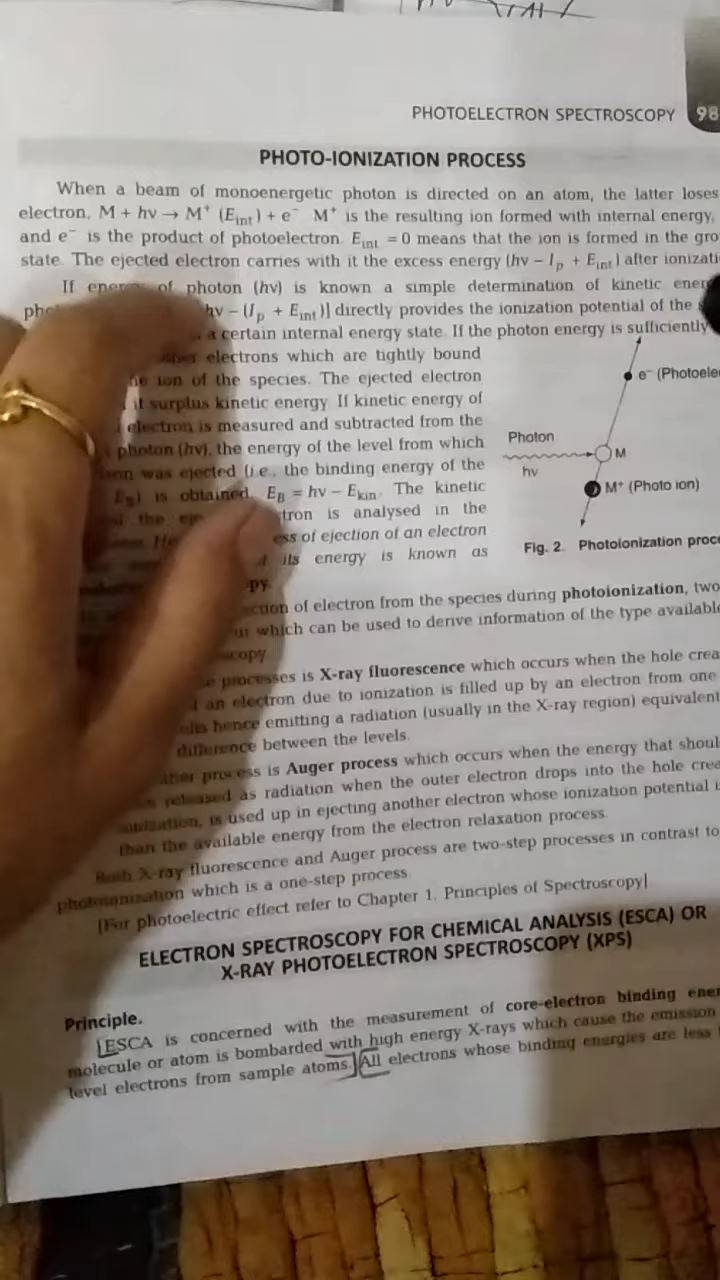 PHOTOELECTRON SPECTROSCOPY 98
PHOTO-IONIZATION PROCESS
When a beam of monoenergetic photon is directed on an atom, the latter loses
electron, M + hν → M⁺ (E_int) + e⁻ M⁺ is the resulting ion formed with internal energy,
and e⁻ is the product of photoelectron. E_int = 0 means that the ion is formed in the gro
state. The ejected electron carries with it the excess energy (hν – I_p + E_int) after ionizati
If energy of photon (hν) is known a simple determination of kinetic ener
hν – (I_p + E_int)] directly provides the ionization potential of the
a certain internal energy state. If the photon energy is sufficiently
electrons which are tightly bound
ion of the species. The ejected electron
it surplus kinetic energy. If kinetic energy of
electron is measured and subtracted from the
photon (hν), the energy of the level from which
was ejected (i.e., the binding energy of the
E_B) is obtained. E_B = hν – E_kin. The kinetic
the tron is analysed in the
ess of ejection of an electron
its energy is known as
py.
Photon
hν
M
e⁻ (Photoele
M⁺ (Photo ion)
Fig. 2. Photoionization proce
ction of electron from the species during photoionization, two
which can be used to derive information of the type available
scopy.
processes is X-ray fluorescence which occurs when the hole crea
an electron due to ionization is filled up by an electron from one
hence emitting a radiation (usually in the X-ray region) equivalent
difference between the levels.
process is Auger process which occurs when the energy that shoul
released as radiation when the outer electron drops into the hole crea
ionization, is used up in ejecting another electron whose ionization potential i
than the available energy from the electron relaxation process.
Both X-ray fluorescence and Auger process are two-step processes in contrast to
photoionization which is a one-step process.
[For photoelectric effect refer to Chapter 1, Principles of Spectroscopy]
ELECTRON SPECTROSCOPY FOR CHEMICAL ANALYSIS (ESCA) OR
X-RAY PHOTOELECTRON SPECTROSCOPY (XPS)
Principle.
ESCA is concerned with the measurement of core-electron binding ener
molecule or atom is bombarded with high energy X-rays which cause the emission
level electrons from sample atoms. All electrons whose binding energies are less